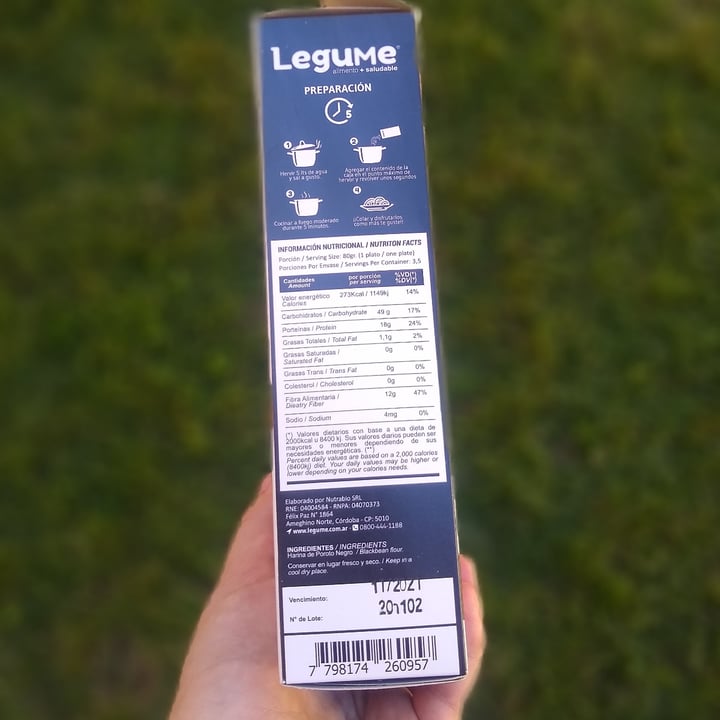 LeguMe®
alimento + saludable
PREPARACIÓN
5
1
2
Hervir 5 lts de agua
y sal a gusto.
Agregar el contenido de la
caja en el punto máximo de
hervor y revolver unos segundos
3
4
Cocinar a fuego moderado
durante 5 minutos.
¡Colar y disfrutarlos
como más te guste!
INFORMACIÓN NUTRICIONAL / NUTRITON FACTS
Porción / Serving Size: 80gr. (1 plato / one plate)
Porciones Por Envase / Servings Per Container: 3,5
Cantidades
Amount
por porción
per serving
%VD(*)
%DV(*)
Valor energético
Calories
273Kcal / 1149kj 14%
Carbohidratos / Carbohydrate 49 g 17%
Porteínas / Protein 18g 24%
Grasas Totales / Total Fat 1,1g 2%
Grasas Saturadas /
Saturated Fat
0g 0%
Grasas Trans / Trans Fat 0g 0%
Colesterol / Cholesterol 0g 0%
Fibra Alimentaria /
Dieatry Fiber
12g 47%
Sodio / Sodium 4mg 0%
(*) Valores dietarios con base a una dieta de
2000kcal u 8400 kj. Sus valores diarios pueden ser
mayores o menores dependiendo de sus
necesidades energéticas. (**)
Percent daily values are based on a 2,000 calories
(8400kj) diet. Your daily values may be higher or
lower depending on your calories needs.
Elaborado por Nutrabio SRL
RNE: 04004584 - RNPA: 04070373
Félix Paz N° 1864
Ameghino Norte, Córdoba - CP: 5010
www.legume.com.ar - 0800-444-1188
INGREDIENTES / INGREDIENTS
Harina de Poroto Negro / Blackbean flour.
Conservar en lugar fresco y seco. / Keep in a
cool dry place.
Vencimiento: 11/2021
N° de Lote: 201102
7 798174 260957